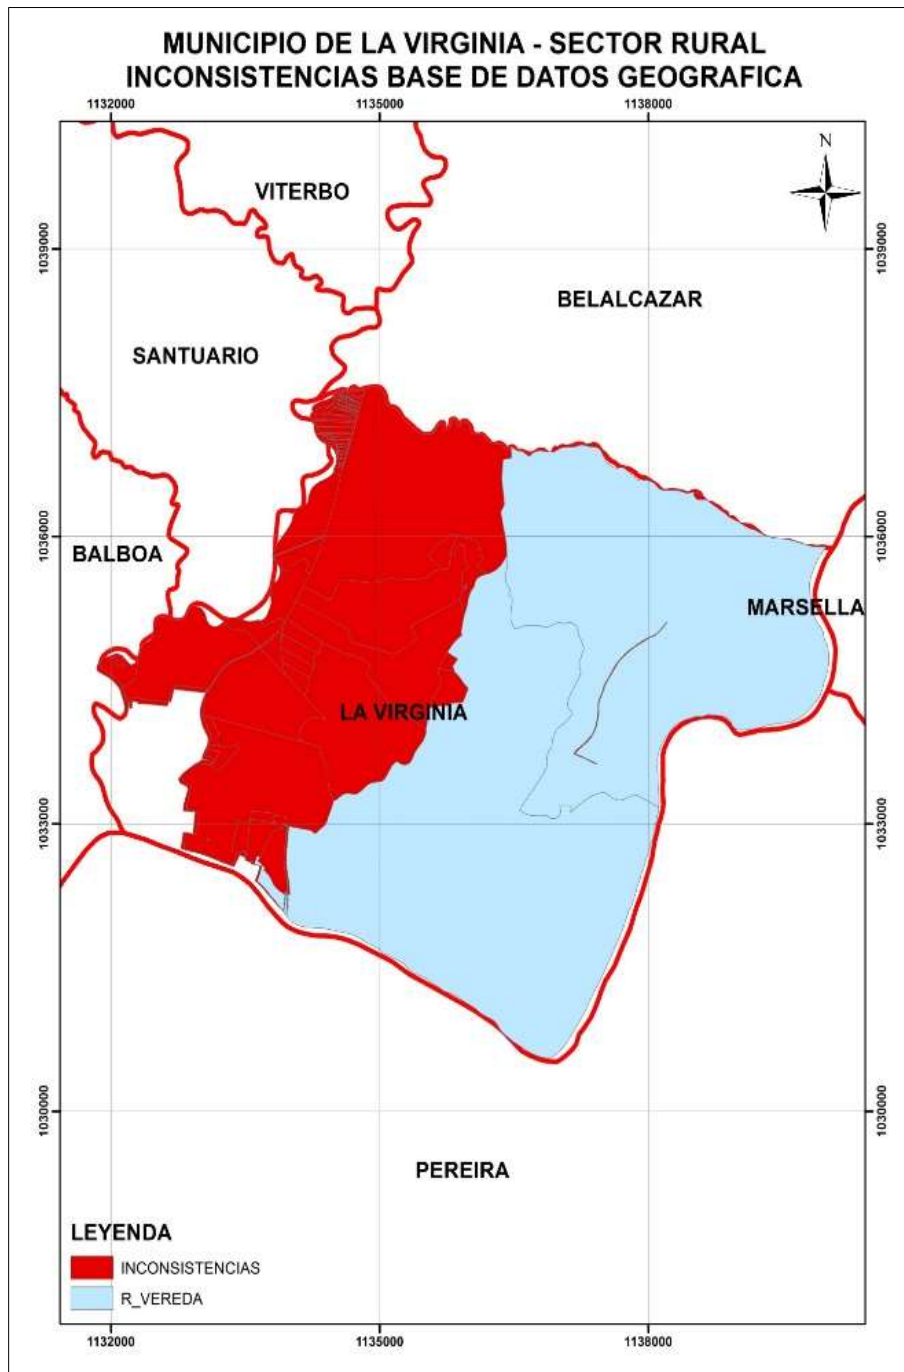 MUNICIPIO DE LA VIRGINIA - SECTOR RURAL
INCONSISTENCIAS BASE DE DATOS GEOGRAFICA
1132000 1135000 1138000
N
VITERBO
1039000 1039000
BELALCAZAR
SANTUARIO
1036000 1036000
BALBOA
MARSELLA
LA VIRGINIA
1033000 1033000
1030000 1030000
PEREIRA
LEYENDA
INCONSISTENCIAS
R_VEREDA
1132000 1135000 1138000